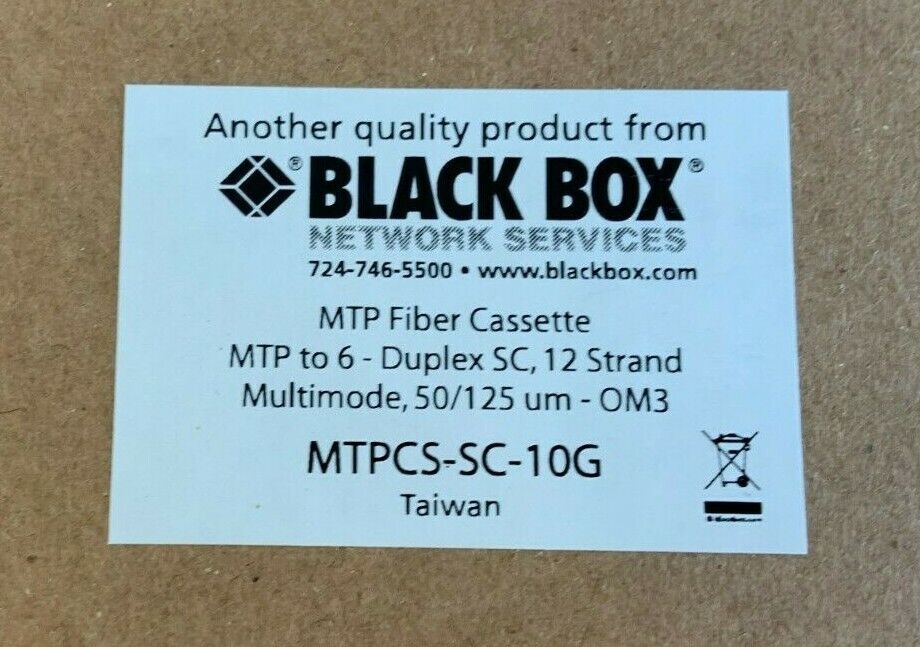 Another quality product from
® BLACK BOX®
NETWORK SERVICES
724-746-5500 • www.blackbox.com
MTP Fiber Cassette
MTP to 6 - Duplex SC, 12 Strand
Multimode, 50/125 um - OM3
MTPCS-SC-10G
Taiwan